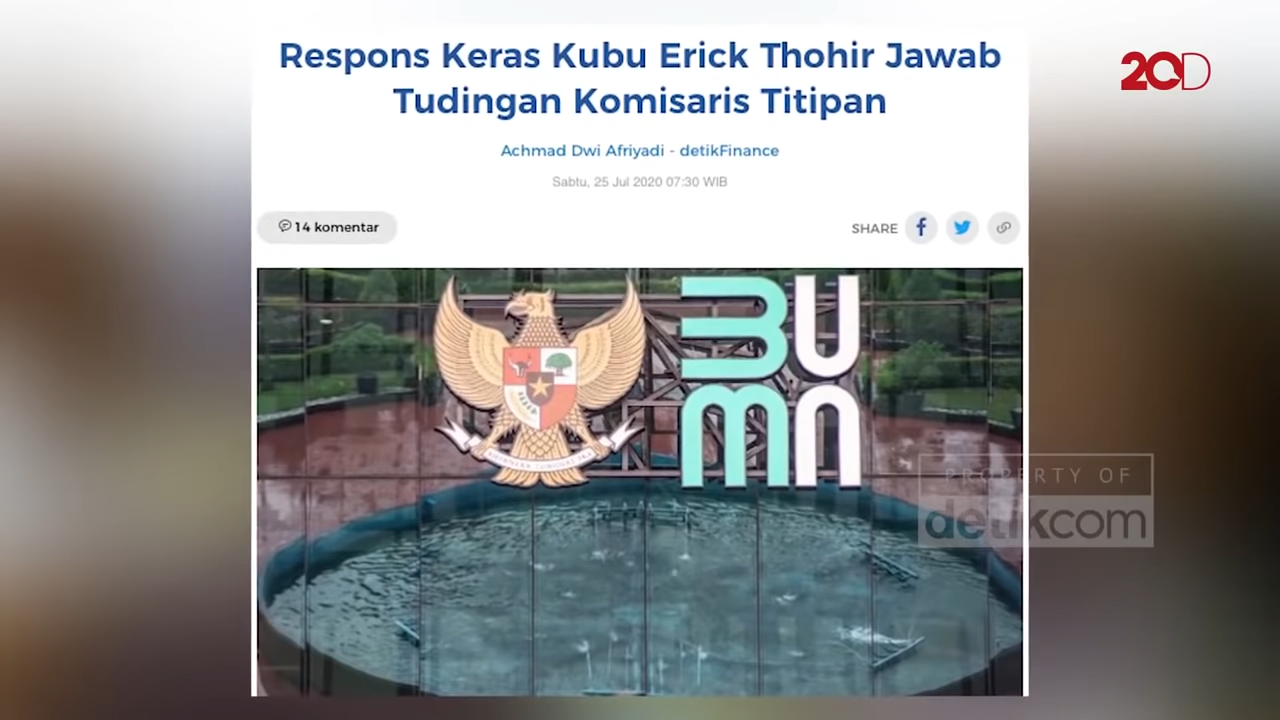 Respons Keras Kubu Erick Thohir Jawab
Tudingan Komisaris Titipan
20D
Achmad Dwi Afriyadi - detikFinance
Sabtu, 25 Jul 2020 07:30 WIB
14 komentar
SHARE
BUMN
PROPERTY OF
detikcom